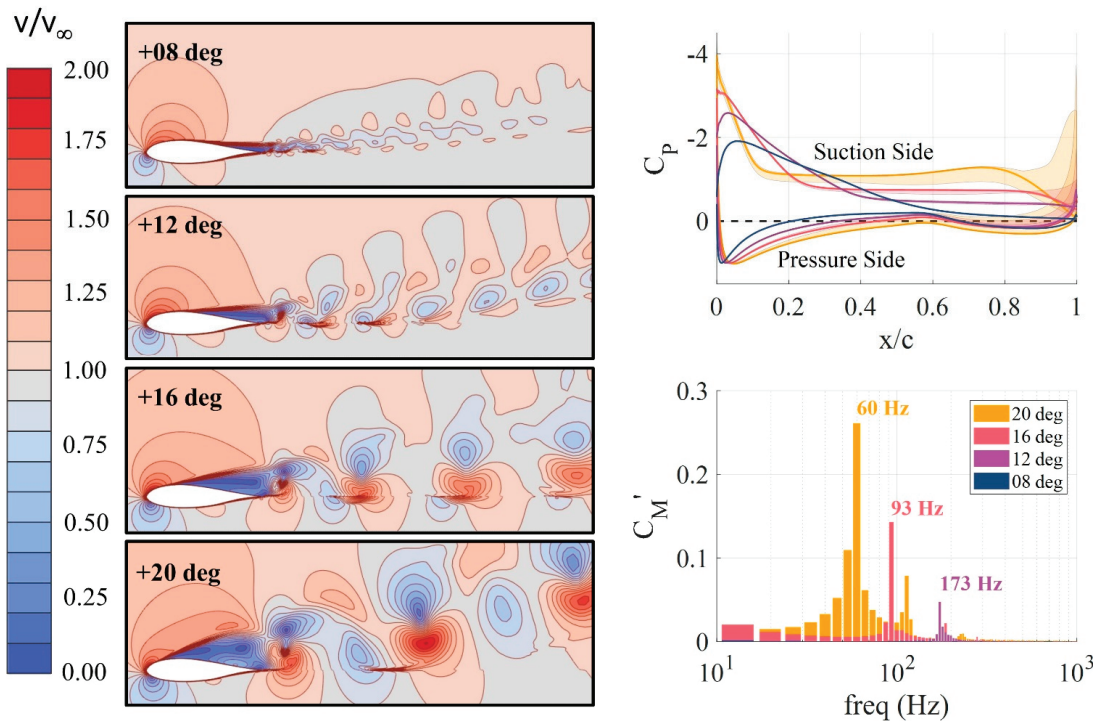 v/v∞
2.00
1.75
1.50
1.25
1.00
0.75
0.50
0.25
0.00
+08 deg
+12 deg
+16 deg
+20 deg
-4
-2
0
C_P
Suction Side
Pressure Side
0
0.2
0.4
0.6
0.8
1
x/c
0.3
0.2
0.1
0
C_M'
60 Hz
93 Hz
173 Hz
20 deg
16 deg
12 deg
08 deg
10^1
10^2
10^3
freq (Hz)